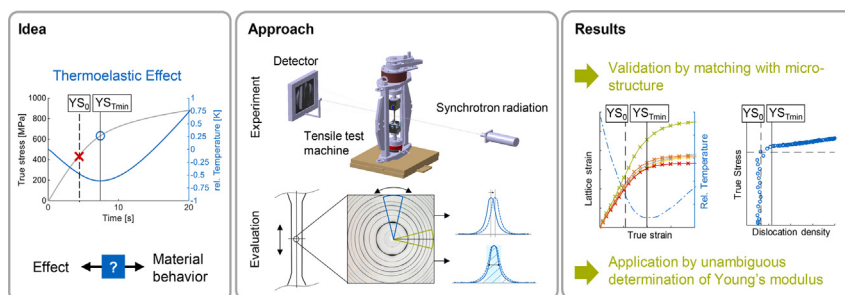 Idea
Thermoelastic Effect
YS0
YSTmin
1000
800
600
400
200
0
True stress [MPa]
1
0.75
0.5
0.25
0
-0.25
-0.5
-0.75
-1
rel. Temperature [K]
0
10
20
Time [s]
Effect
?
Material
behavior
Approach
Experiment
Detector
Tensile test
machine
Synchrotron radiation
Evaluation
Results
Validation by matching with micro-
structure
YS0
YSTmin
Lattice strain
Rel. Temperature
True strain
YS0
YSTmin
True Stress
Dislocation density
Application by unambiguous
determination of Young's modulus